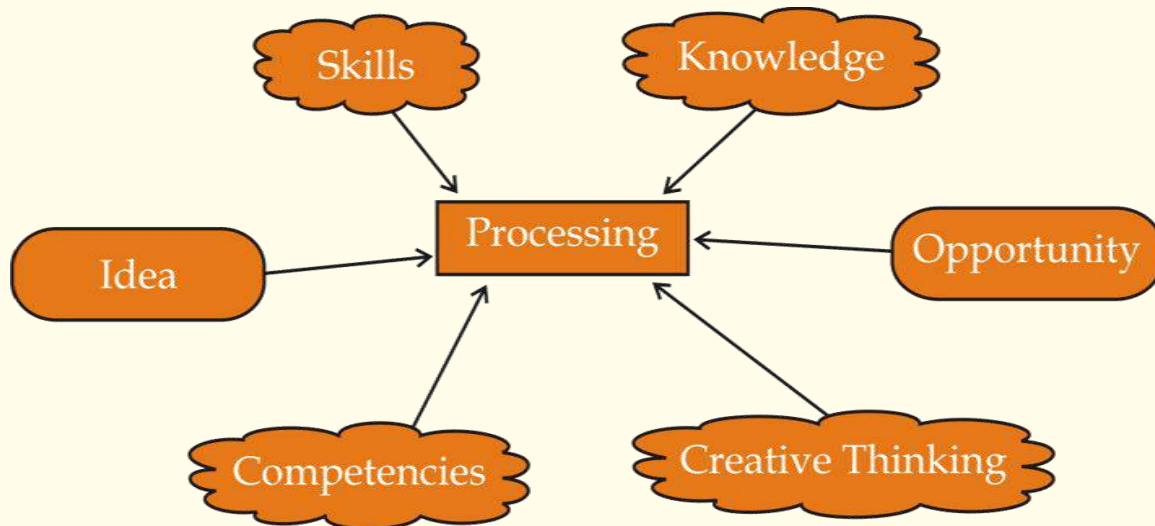 Skills
Knowledge
Processing
Idea
Opportunity
Competencies
Creative Thinking